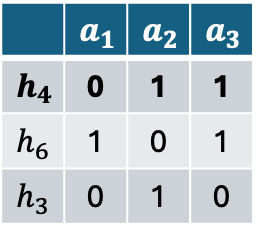 a₁ a₂ a₃
h₄ 0 1 1
h₆ 1 0 1
h₃ 0 1 0